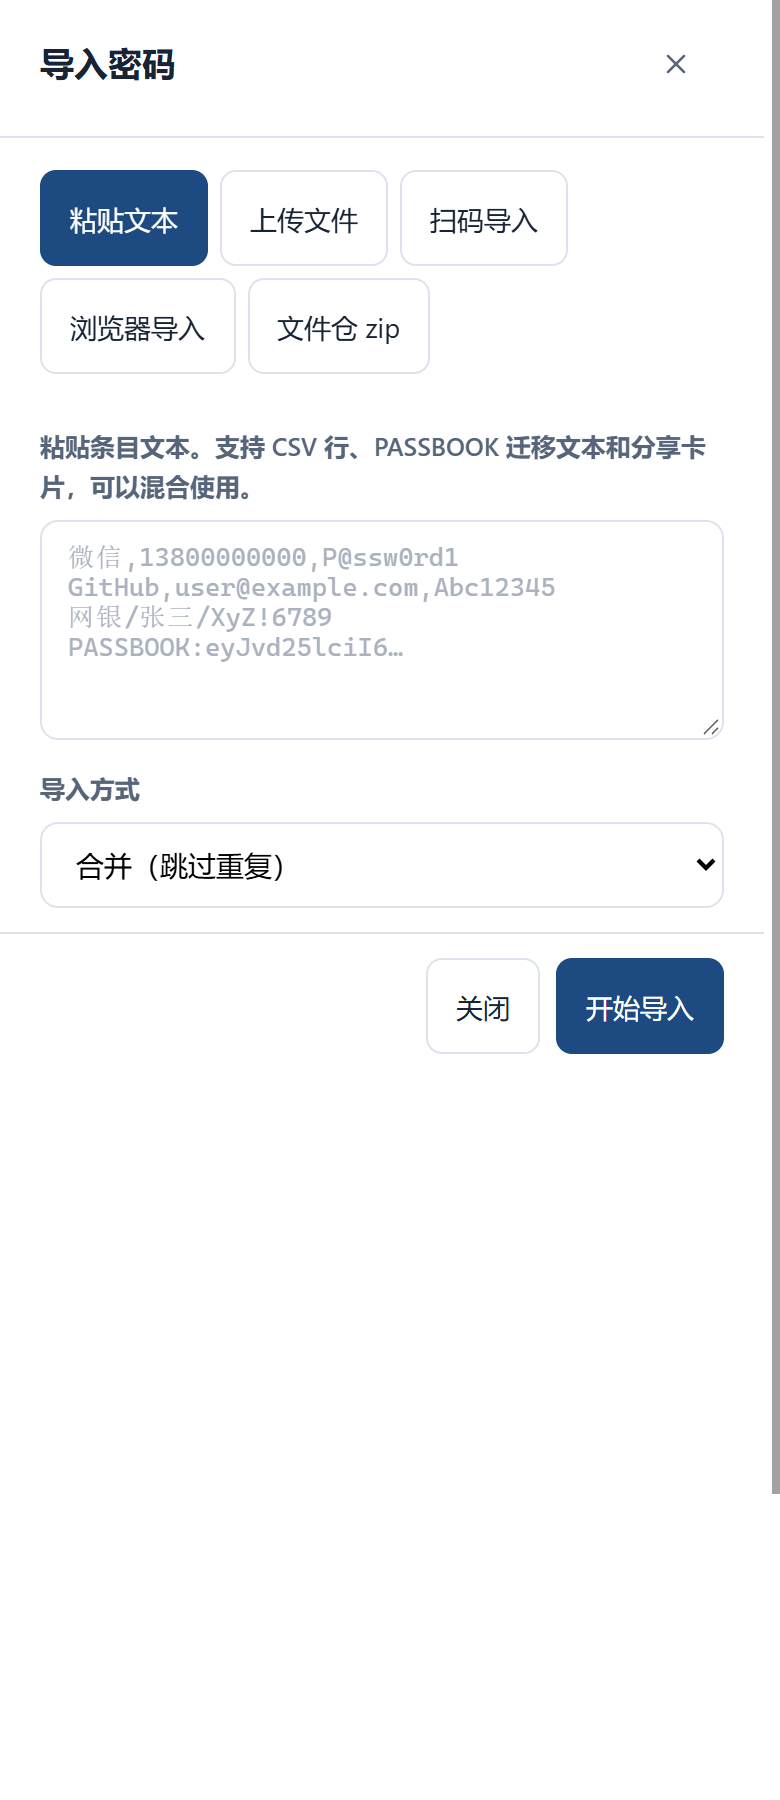 导入密码
粘贴文本
上传文件
扫码导入
浏览器导入
文件仓 zip
粘贴条目文本。支持 CSV 行、PASSBOOK 迁移文本和分享卡
片，可以混合使用。
微信,13800000000,P@ssw0rd1
GitHub,user@example.com,Abc12345
网银/张三/XyZ!6789
PASSBOOK:eyJvd25lciI6…
导入方式
合并（跳过重复）
关闭
开始导入